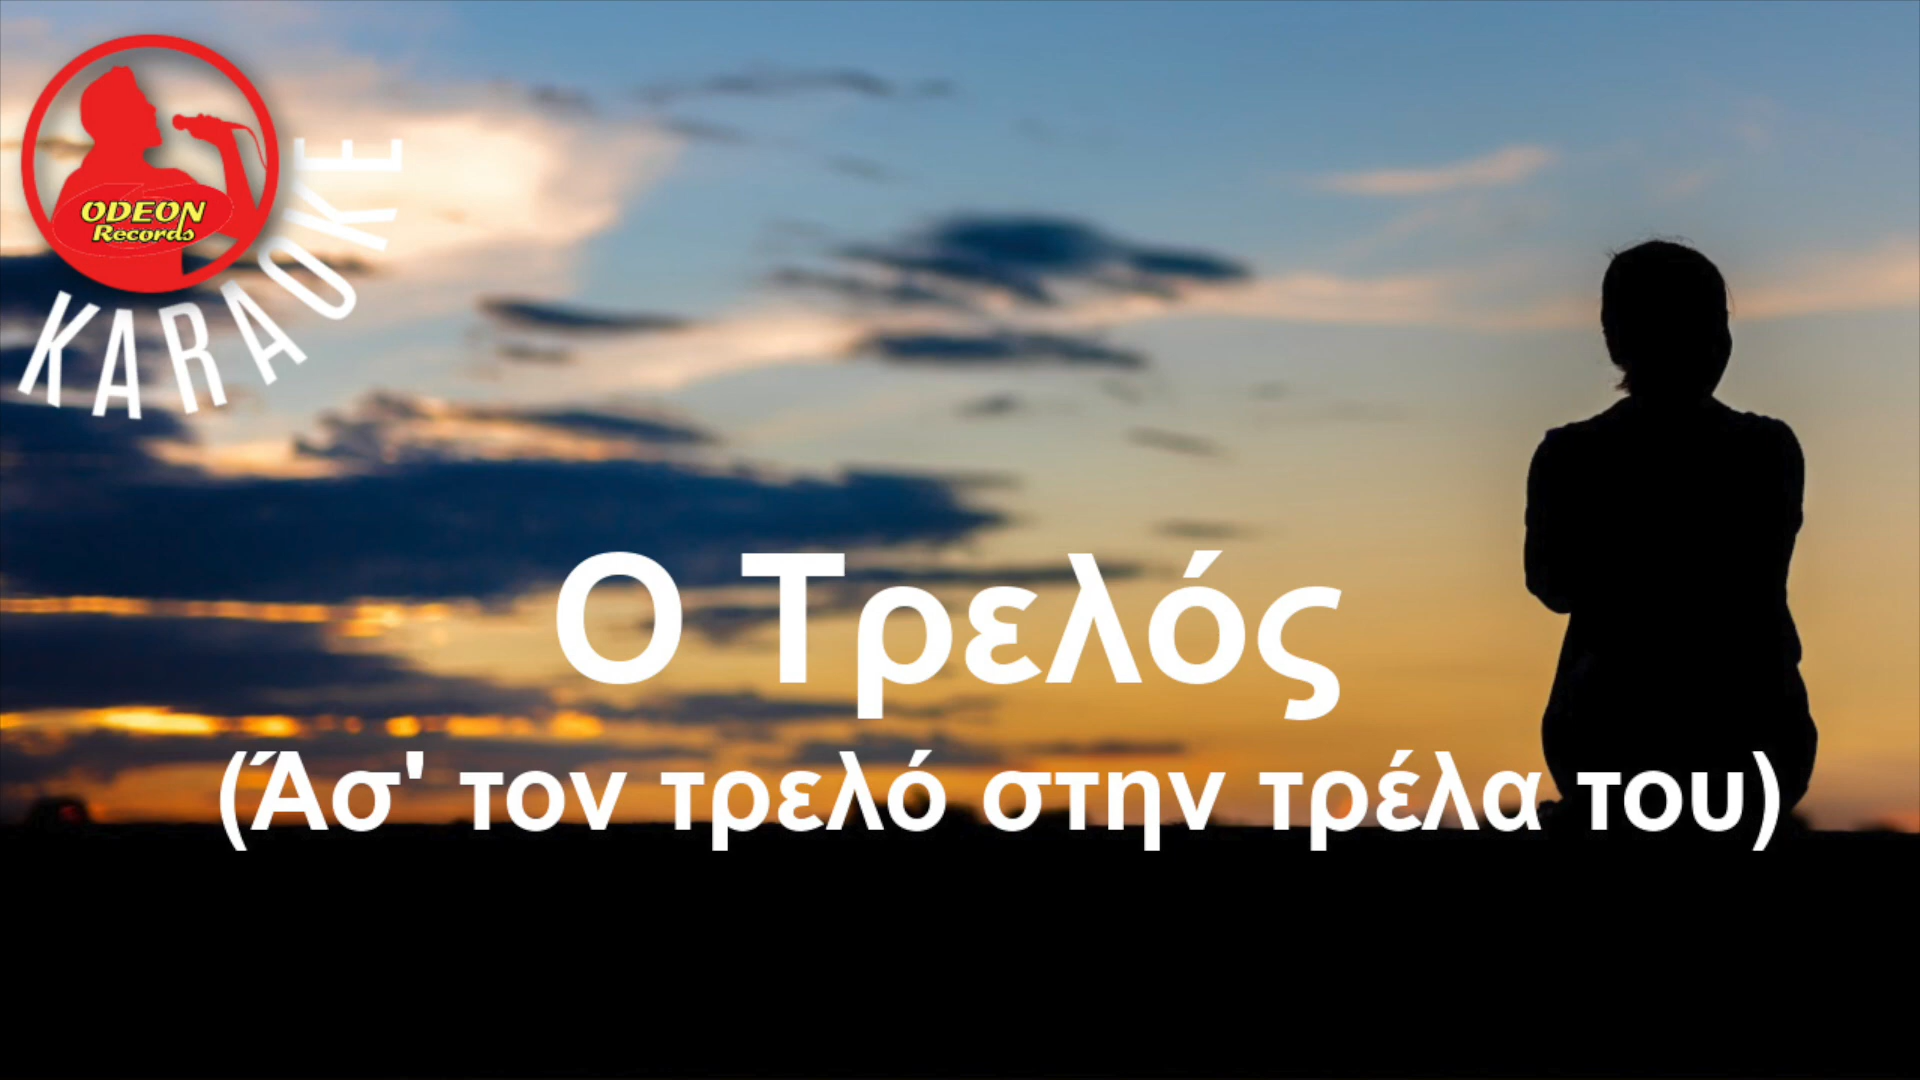 ODEON
Records
KARAOKE
Ο Τρελός
(Άσ' τον τρελό στην τρέλα του)